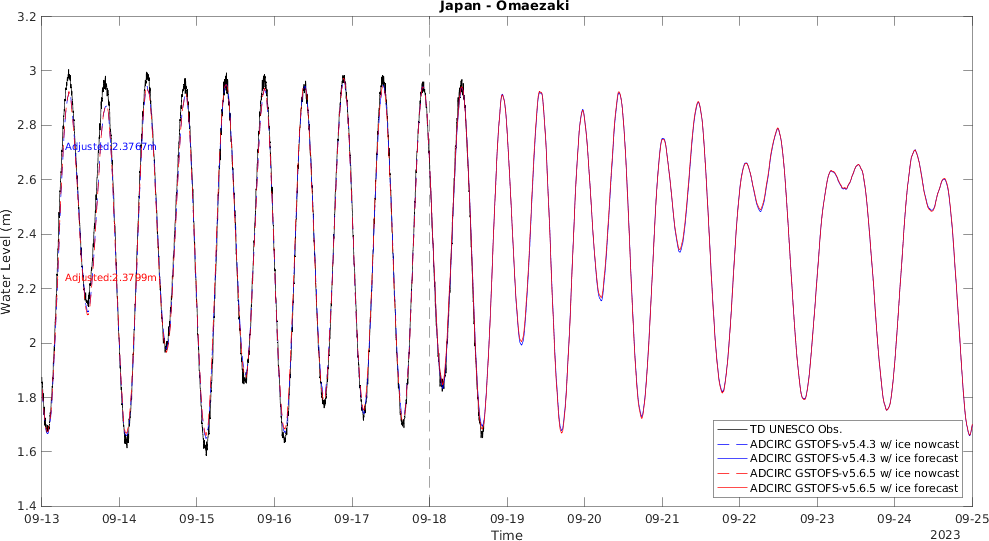 Japan - Omaezaki
3.2
3
2.8
2.6
2.4
2.2
2
1.8
1.6
1.4
Water Level (m)
Adjusted:2.3767m
Adjusted:2.3799m
TD UNESCO Obs.
ADCIRC GSTOFS-v5.4.3 w/ ice nowcast
ADCIRC GSTOFS-v5.4.3 w/ ice forecast
ADCIRC GSTOFS-v5.6.5 w/ ice nowcast
ADCIRC GSTOFS-v5.6.5 w/ ice forecast
09-13 09-14 09-15 09-16 09-17 09-18 09-19 09-20 09-21 09-22 09-23 09-24 09-25
Time
2023